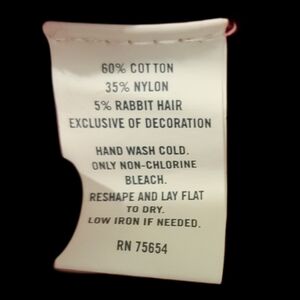 60% COTTON
35% NYLON
5% RABBIT HAIR
EXCLUSIVE OF DECORATION
HAND WASH COLD.
ONLY NON-CHLORINE
BLEACH.
RESHAPE AND LAY FLAT
TO DRY.
LOW IRON IF NEEDED.
RN 75654